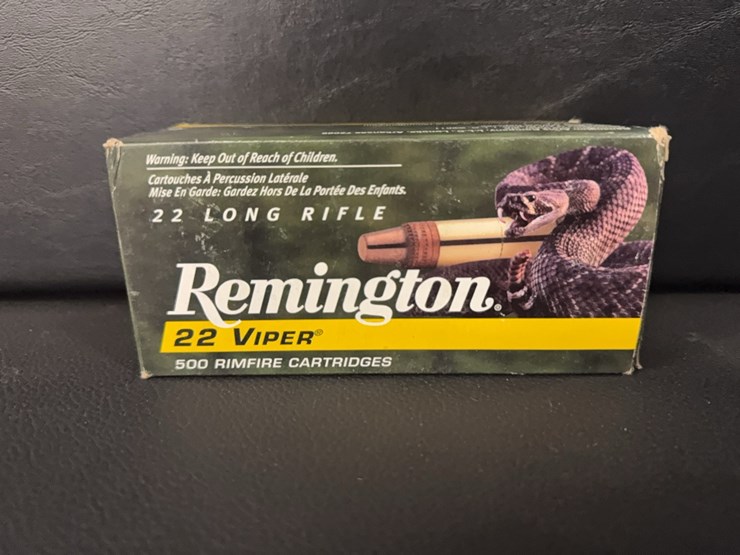 Warning: Keep Out of Reach of Children.
Cartouches À Percussion Latérale
Mise En Garde: Gardez Hors De La Portée Des Enfants.
22 LONG RIFLE
Remington®
22 VIPER®
500 RIMFIRE CARTRIDGES